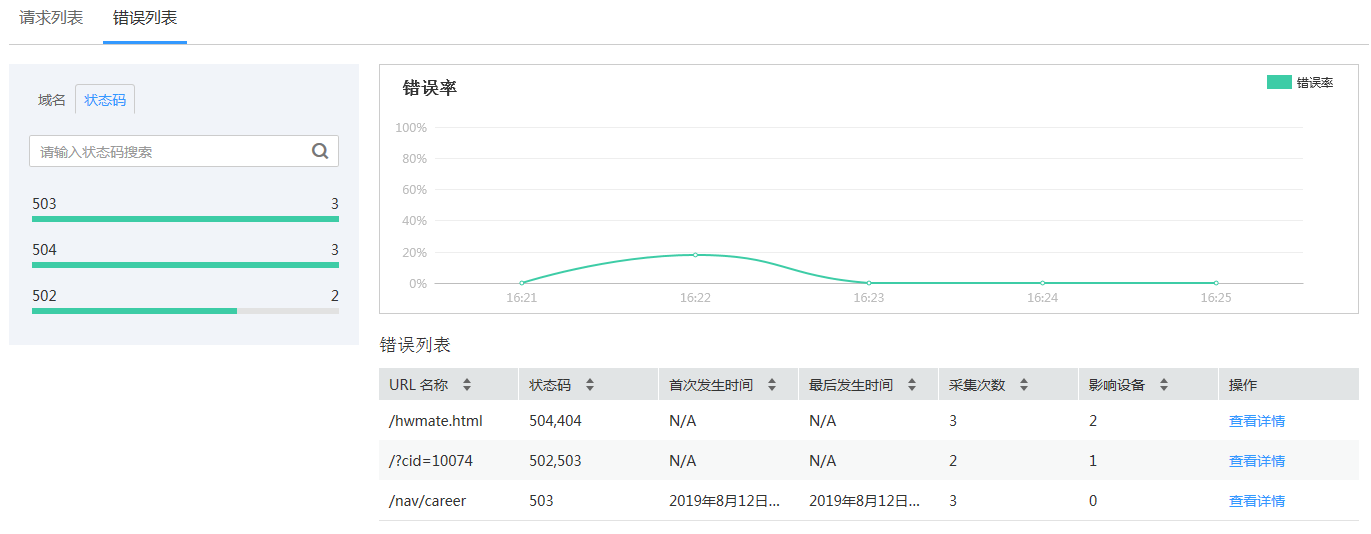 请求列表 错误列表
域名 状态码
请输入状态码搜索
503 3
504 3
502 2
错误率
错误率
100%
80%
60%
40%
20%
0%
16:21 16:22 16:23 16:24 16:25
错误列表
URL 名称 状态码 首次发生时间 最后发生时间 采集次数 影响设备 操作
/hwmate.html 504,404 N/A N/A 3 2 查看详情
/?cid=10074 502,503 N/A N/A 2 1 查看详情
/nav/career 503 2019年8月12日... 2019年8月12日... 3 0 查看详情